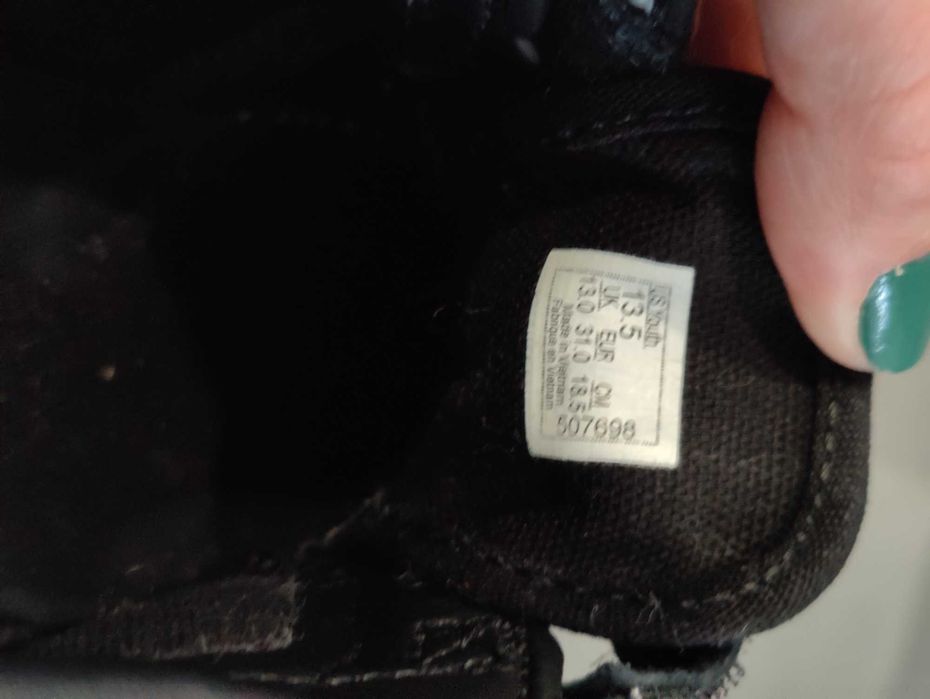 US Youth
13.5
UK EUR CM
13.0 31.0 18.5
Made in Vietnam
Fabriqué en Vietnam
507698